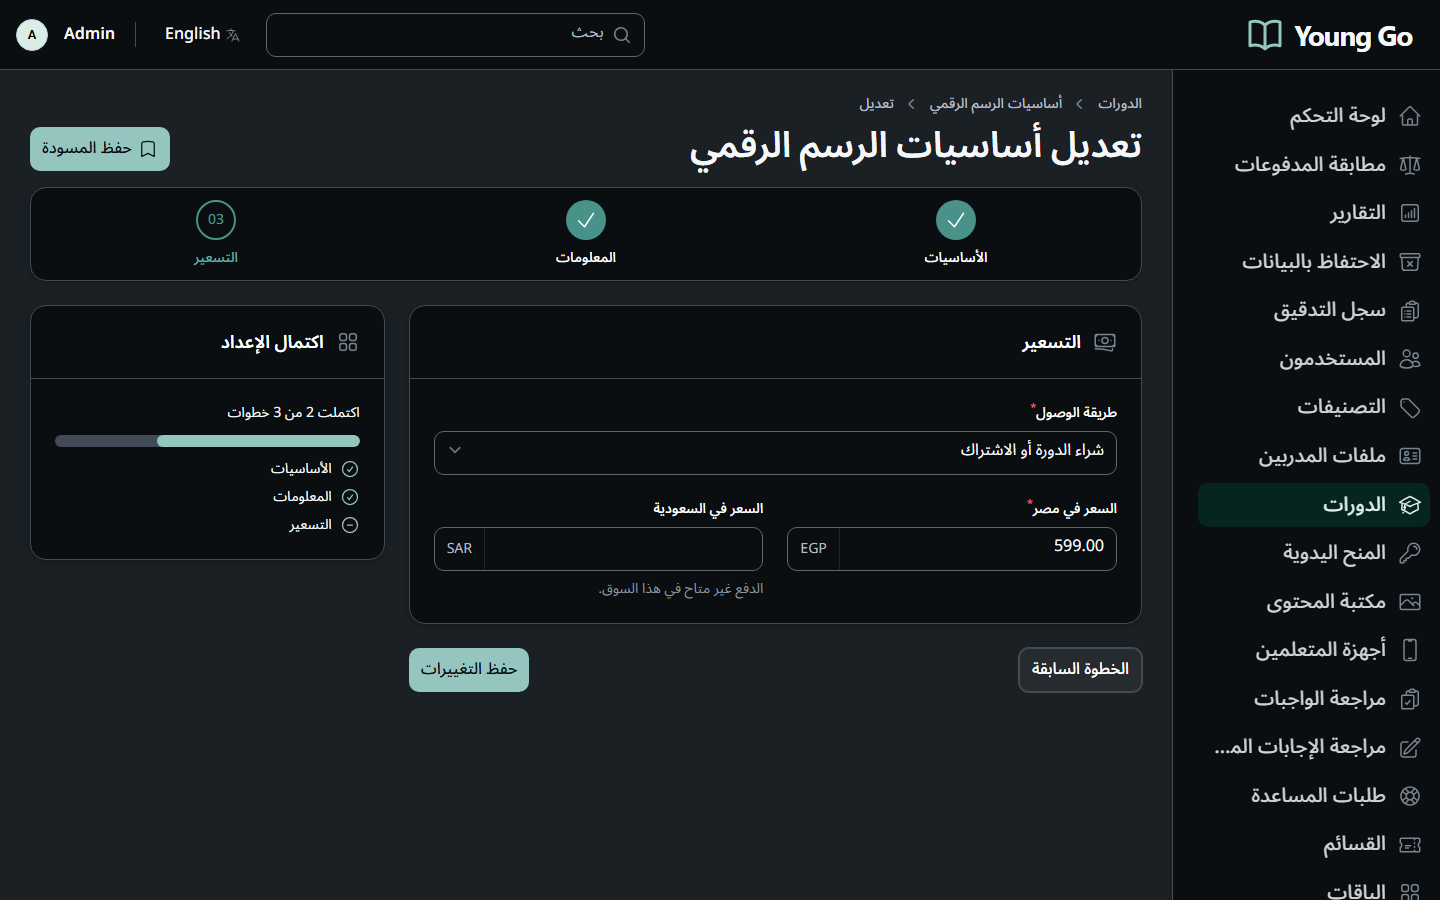 Young Go
بحث
English
Admin
A
لوحة التحكم
مطابقة المدفوعات
التقارير
الاحتفاظ بالبيانات
سجل التدقيق
المستخدمون
التصنيفات
ملفات المدربين
الدورات
المنح اليدوية
مكتبة المحتوى
أجهزة المتعلمين
مراجعة الواجبات
مراجعة الإجابات الم...
طلبات المساعدة
القسائم
الباقات
الدورات
أساسيات الرسم الرقمي
تعديل
تعديل أساسيات الرسم الرقمي
حفظ المسودة
الأساسيات
المعلومات
03
التسعير
التسعير
طريقة الوصول*
شراء الدورة أو الاشتراك
السعر في مصر*
599.00
EGP
السعر في السعودية
SAR
الدفع غير متاح في هذا السوق.
الخطوة السابقة
حفظ التغييرات
اكتمال الإعداد
اكتملت 2 من 3 خطوات
الأساسيات
المعلومات
التسعير